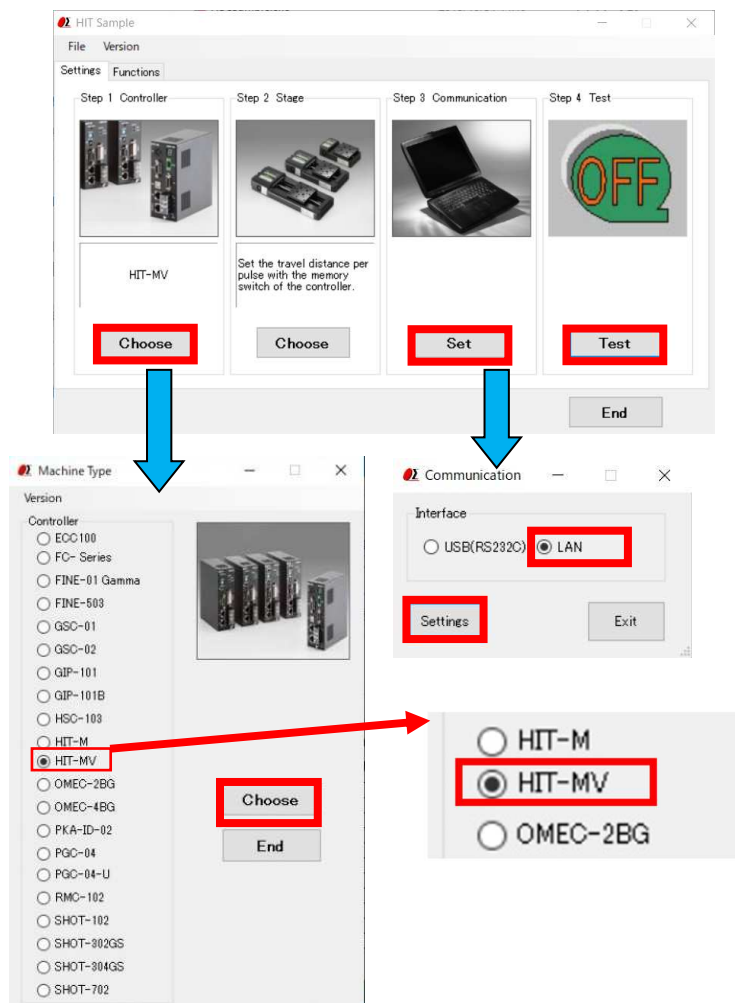 HIT Sample
File Version
Settings Functions
Step 1 Controller
Step 2 Stage
Step 3 Communication
Step 4 Test
OFF
HIT-MV
Set the travel distance per
pulse with the memory
switch of the controller.
Choose
Choose
Set
Test
End
Machine Type
Version
Controller
ECC100
FC- Series
FINE-01 Gamma
FINE-503
GSC-01
GSC-02
GIP-101
GIP-101B
HSC-103
HIT-M
HIT-MV
OMEC-2BG
OMEC-4BG
PKA-ID-02
PGC-04
PGC-04-U
RMC-102
SHOT-102
SHOT-302GS
SHOT-304GS
SHOT-702
Choose
End
Communication
Interface
USB(RS232C)
LAN
Settings
Exit
HIT-M
HIT-MV
OMEC-2BG